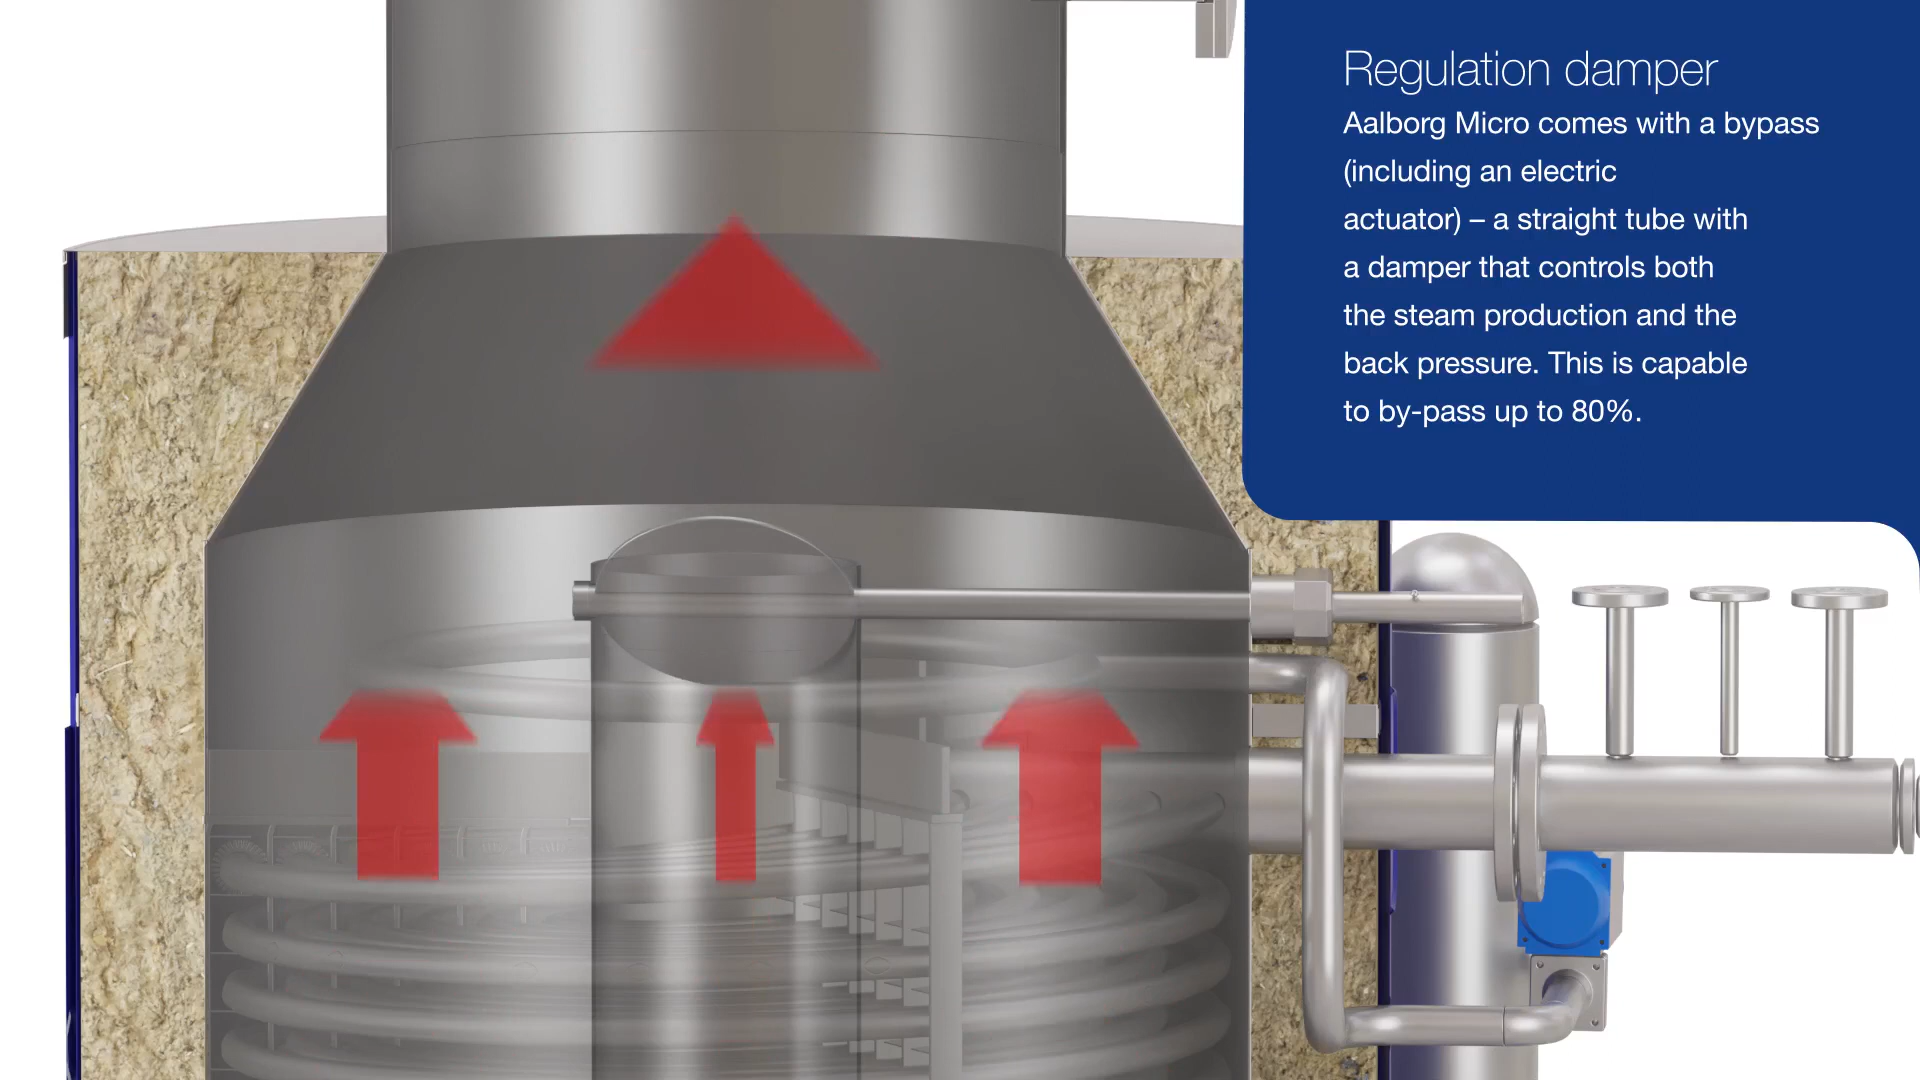 Regulation damper
Aalborg Micro comes with a bypass
(including an electric
actuator) – a straight tube with
a damper that controls both
the steam production and the
back pressure. This is capable
to by-pass up to 80%.